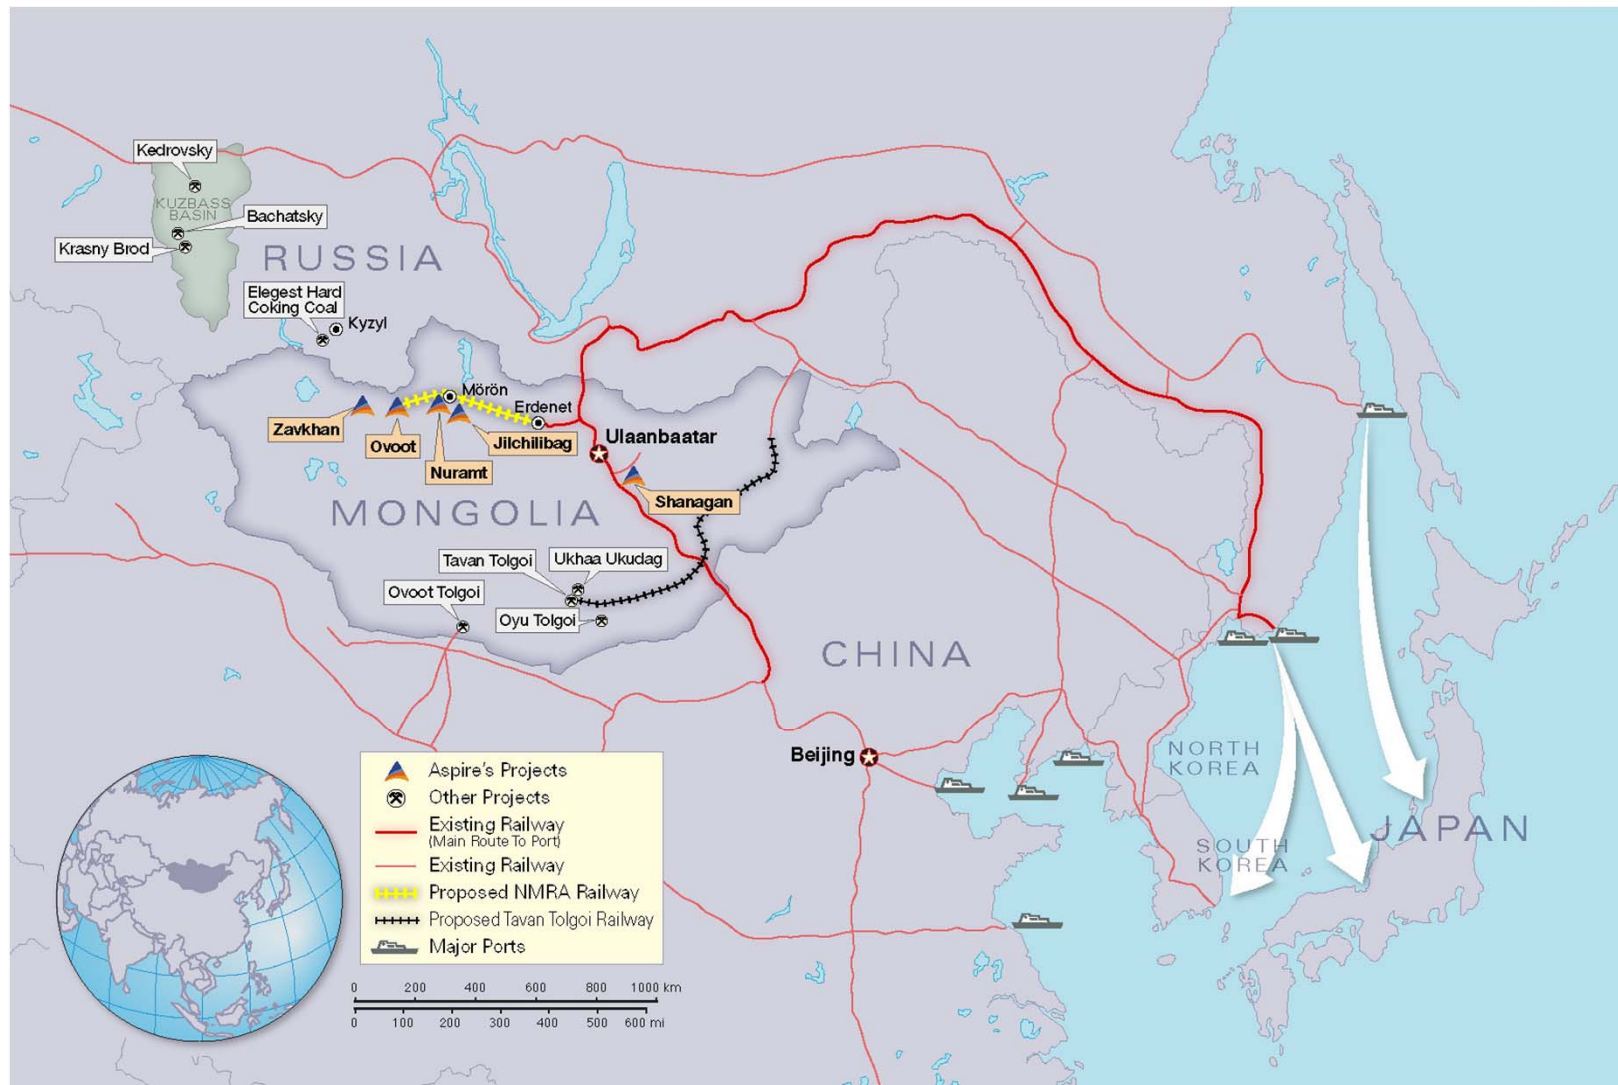 Kedrovsky
KUZBASS
BASIN
Bachatsky
Krasny Brod
RUSSIA
Elegest Hard
Coking Coal
Kyzyl
Mörön
Erdenet
Zavkhan
Ovoot
Nuramt
Jilchilibag
Ulaanbaatar
Shanagan
MONGOLIA
Tavan Tolgoi
Ukhaa Ukudag
Ovoot Tolgoi
Oyu Tolgoi
CHINA
Beijing
NORTH
KOREA
SOUTH
KOREA
JAPAN
Aspire's Projects
Other Projects
Existing Railway
(Main Route To Port)
Existing Railway
Proposed NMRA Railway
Proposed Tavan Tolgoi Railway
Major Ports
0 200 400 600 800 1000 km
0 100 200 300 400 500 600 mi